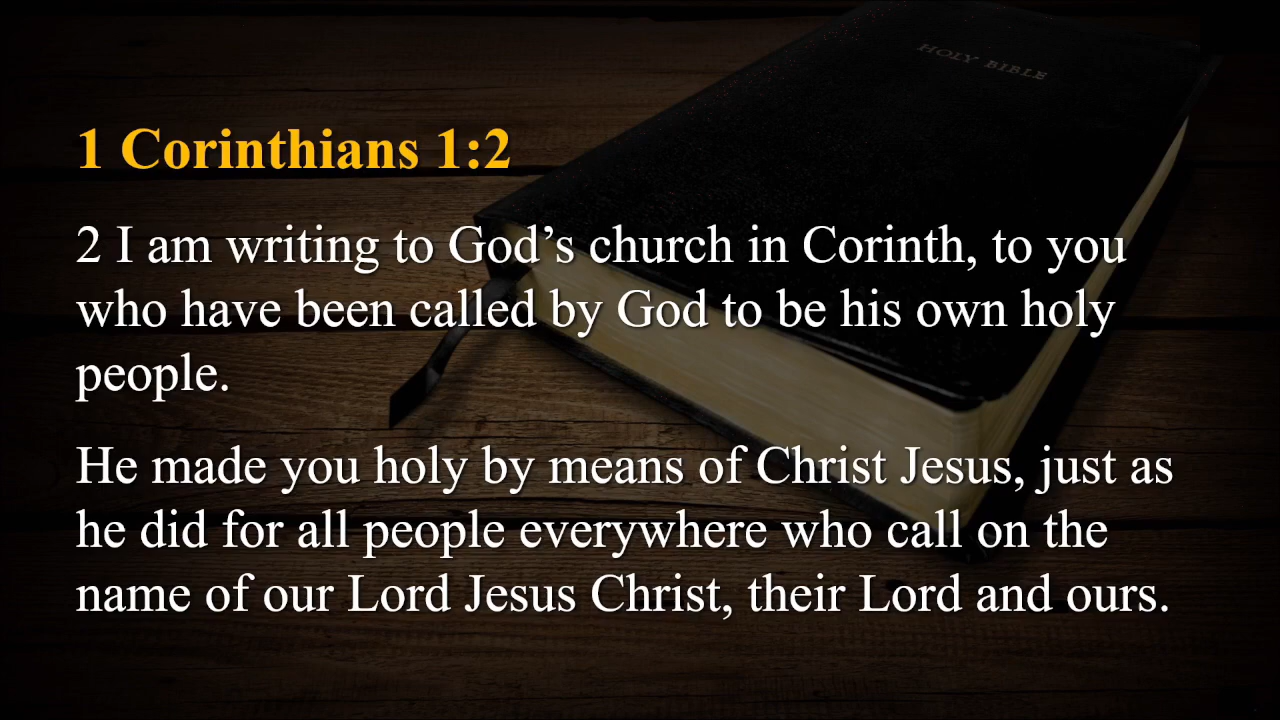 HOLY BIBLE
1 Corinthians 1:2
2 I am writing to God’s church in Corinth, to you
who have been called by God to be his own holy
people.
He made you holy by means of Christ Jesus, just as
he did for all people everywhere who call on the
name of our Lord Jesus Christ, their Lord and ours.